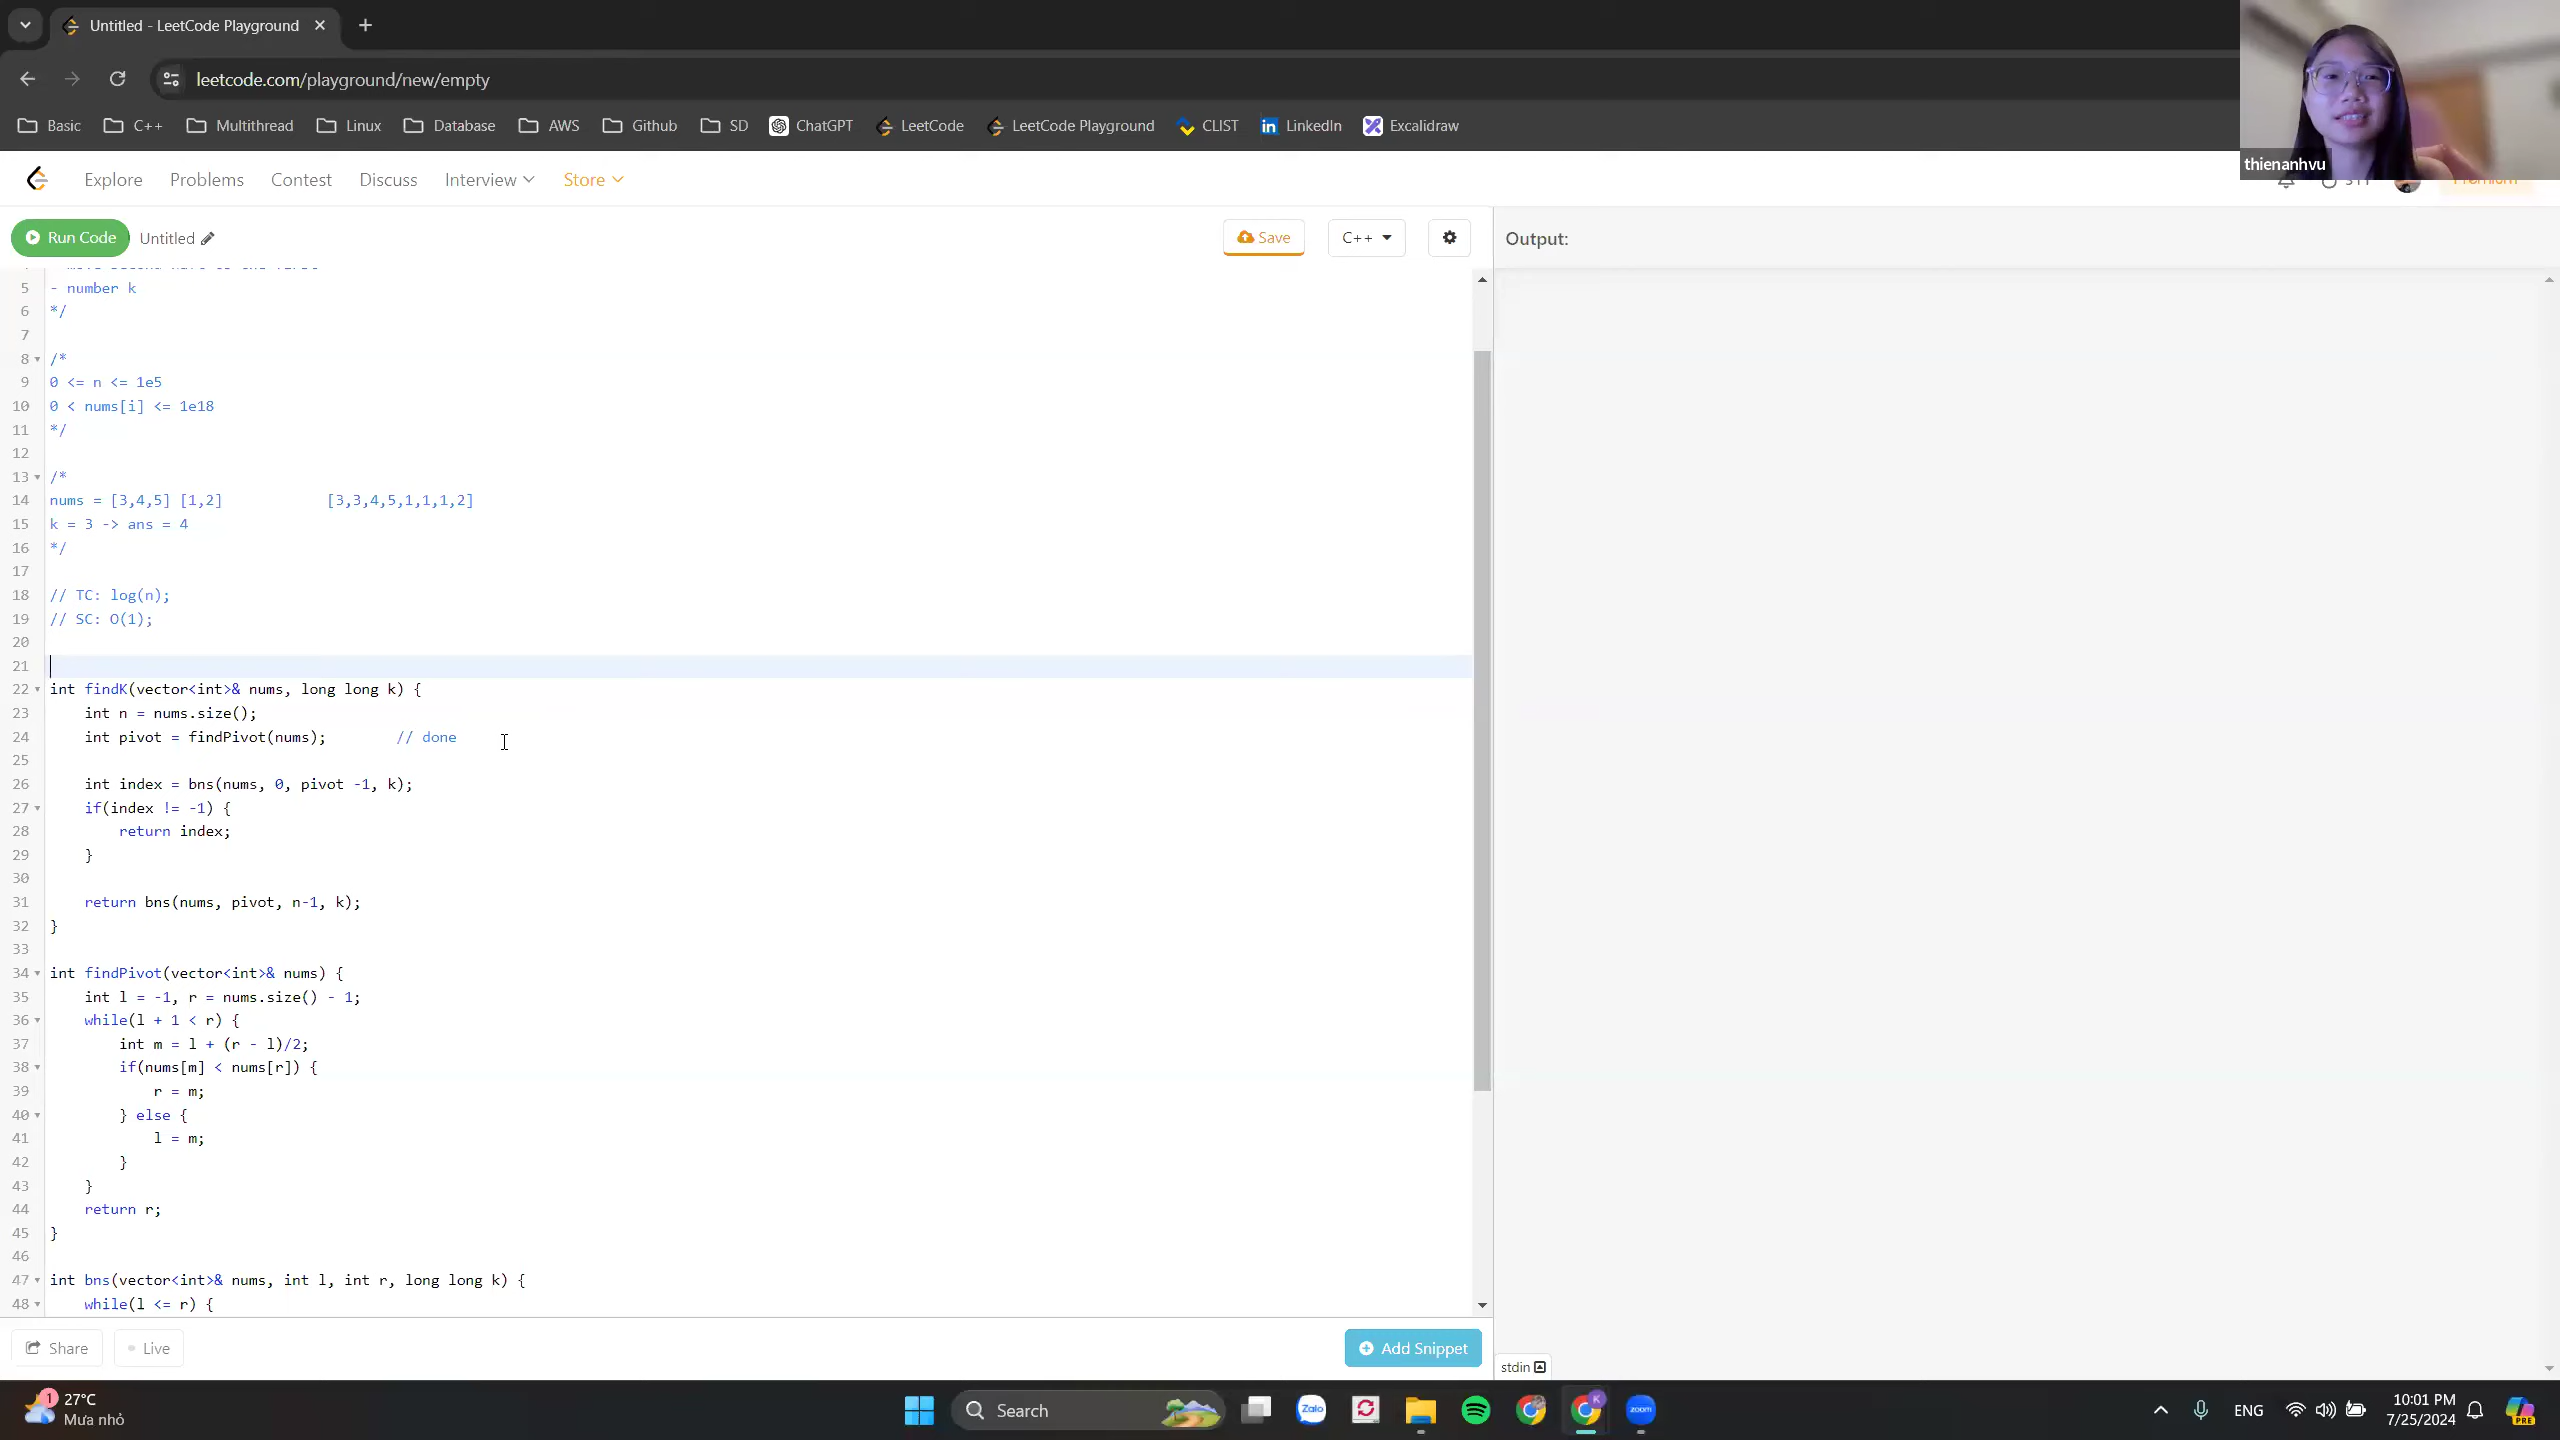 Untitled - LeetCode Playground
leetcode.com/playground/new/empty
Basic C++ Multithread Linux Database AWS Github SD ChatGPT LeetCode LeetCode Playground CLIST LinkedIn Excalidraw
thienanhvu
Explore Problems Contest Discuss Interview Store
Run Code Untitled Save C++ Output:
5 - number k
6 */
7
8 /*
9 0 <= n <= 1e5
10 0 < nums[i] <= 1e18
11 */
12
13 /*
14 nums = [3,4,5] [1,2] [3,3,4,5,1,1,1,2]
15 k = 3 -> ans = 4
16 */
17
18 // TC: log(n);
19 // SC: O(1);
20
21
22 int findK(vector<int>& nums, long long k) {
23 int n = nums.size();
24 int pivot = findPivot(nums); // done
25
26 int index = bns(nums, 0, pivot -1, k);
27 if(index != -1) {
28 return index;
29 }
30
31 return bns(nums, pivot, n-1, k);
32 }
33
34 int findPivot(vector<int>& nums) {
35 int l = -1, r = nums.size() - 1;
36 while(l + 1 < r) {
37 int m = l + (r - l)/2;
38 if(nums[m] < nums[r]) {
39 r = m;
40 } else {
41 l = m;
42 }
43 }
44 return r;
45 }
46
47 int bns(vector<int>& nums, int l, int r, long long k) {
48 while(l <= r) {
Share Live Add Snippet
stdin
1 27°C
Mưa nhỏ
Search
Zalo
zoom
ENG
10:01 PM
7/25/2024
PRE